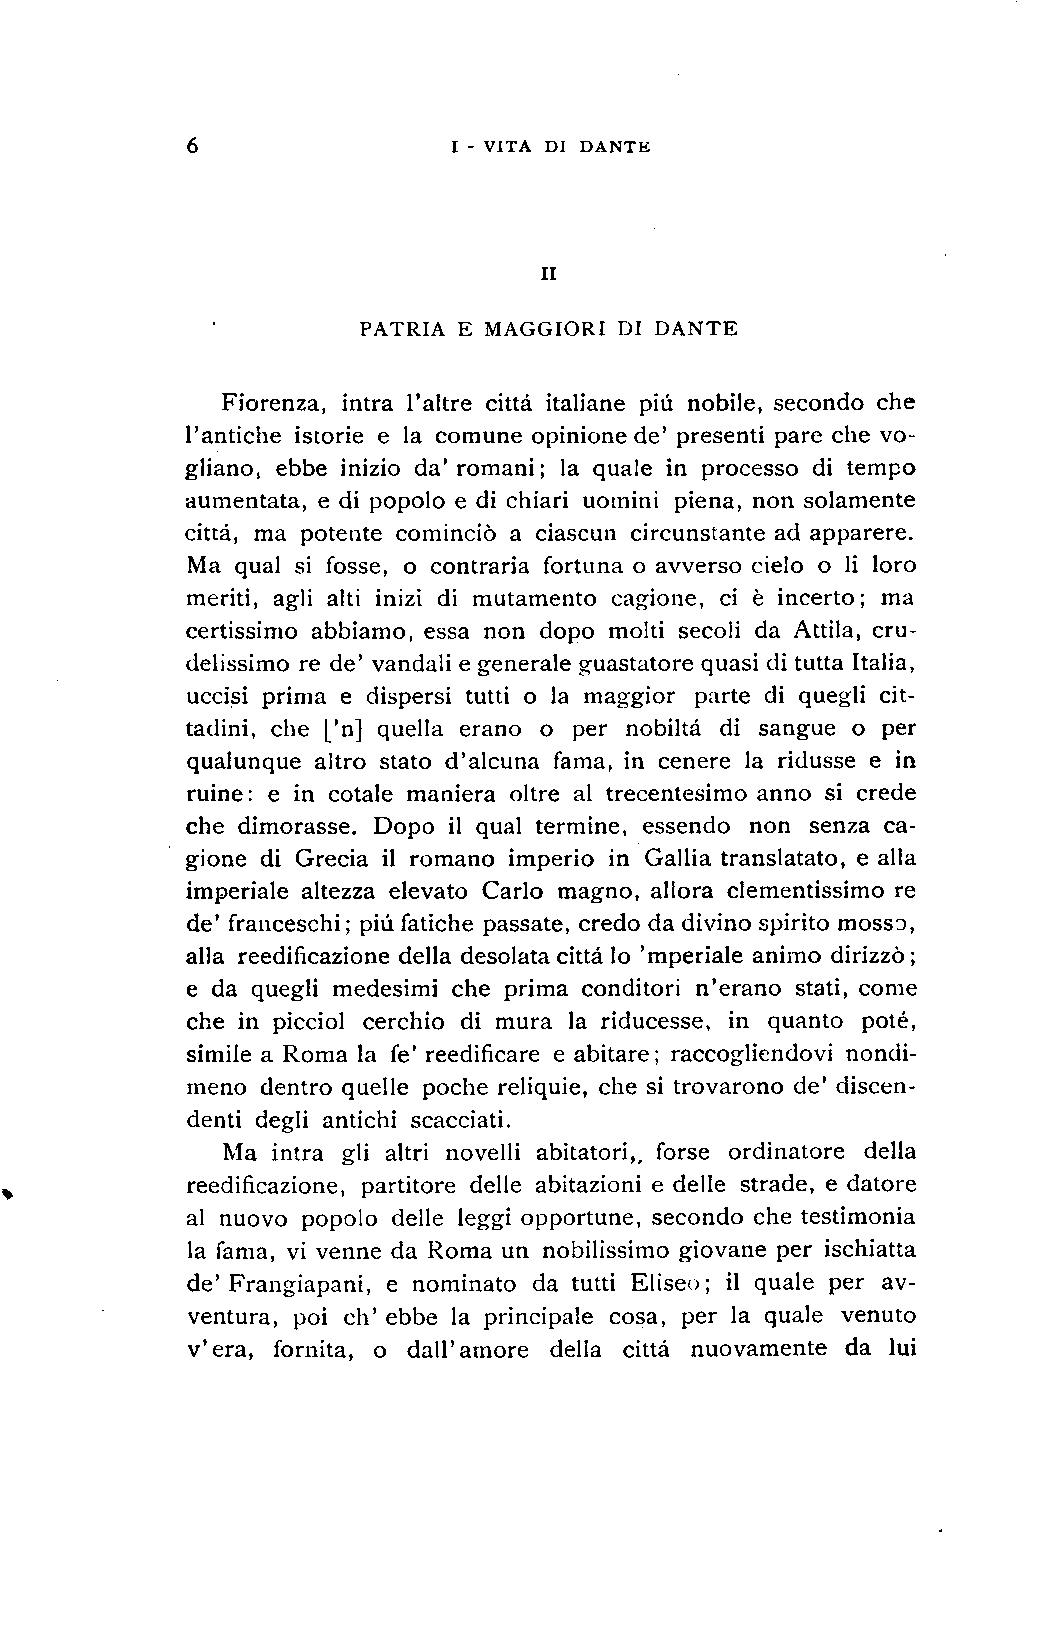 6 I - VITA DI DANTE
II
PATRIA E MAGGIORI DI DANTE
Fiorenza, intra l'altre cittá italiane piú nobile, secondo che
l'antiche istorie e la comune opinione de' presenti pare che vo-
gliano, ebbe inizio da' romani; la quale in processo di tempo
aumentata, e di popolo e di chiari uomini piena, non solamente
cittá, ma potente cominciò a ciascun circunstante ad apparere.
Ma qual si fosse, o contraria fortuna o avverso cielo o li loro
meriti, agli alti inizi di mutamento cagione, ci è incerto; ma
certissimo abbiamo, essa non dopo molti secoli da Attila, cru-
delissimo re de' vandali e generale guastatore quasi di tutta Italia,
uccisi prima e dispersi tutti o la maggior parte di quegli cit-
tadini, che ['n] quella erano o per nobiltá di sangue o per
qualunque altro stato d'alcuna fama, in cenere la ridusse e in
ruine: e in cotale maniera oltre al trecentesimo anno si crede
che dimorasse. Dopo il qual termine, essendo non senza ca-
gione di Grecia il romano imperio in Gallia translatato, e alla
imperiale altezza elevato Carlo magno, allora clementissimo re
de' franceschi; piú fatiche passate, credo da divino spirito mosso,
alla reedificazione della desolata cittá lo 'mperiale animo dirizzò;
e da quegli medesimi che prima conditori n'erano stati, come
che in picciol cerchio di mura la riducesse, in quanto poté,
simile a Roma la fe' reedificare e abitare; raccogliendovi nondi-
meno dentro quelle poche reliquie, che si trovarono de' discen-
denti degli antichi scacciati.
Ma intra gli altri novelli abitatori,, forse ordinatore della
reedificazione, partitore delle abitazioni e delle strade, e datore
al nuovo popolo delle leggi opportune, secondo che testimonia
la fama, vi venne da Roma un nobilissimo giovane per ischiatta
de' Frangiapani, e nominato da tutti Eliseo; il quale per av-
ventura, poi ch' ebbe la principale cosa, per la quale venuto
v'era, fornita, o dall'amore della cittá nuovamente da lui